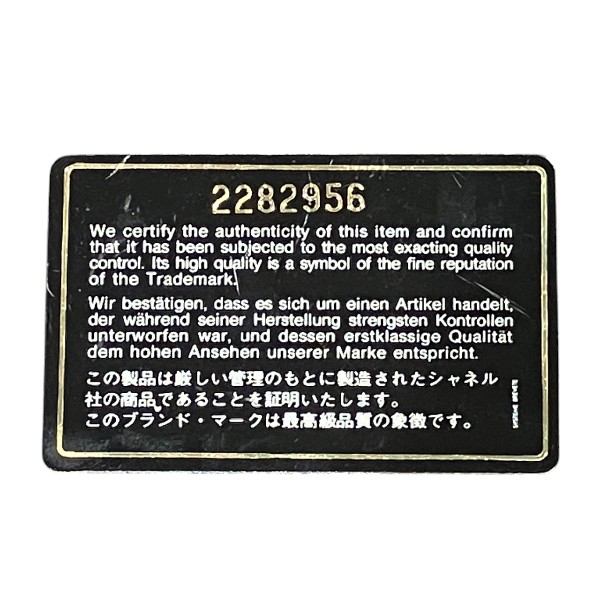 2282956
We certify the authenticity of this item and confirm
that it has been subjected to the most exacting quality
control. Its high quality is a symbol of the fine reputation
of the Trademark.
Wir bestätigen, dass es sich um einen Artikel handelt,
der während seiner Herstellung strengsten Kontrollen
unterworfen war, und dessen erstklassige Qualität
dem hohen Ansehen unserer Marke entspricht.
この製品は厳しい管理のもとに製造されたシャネル
社の商品であることを証明いたします。
このブランド・マークは最高級品質の象徴です。